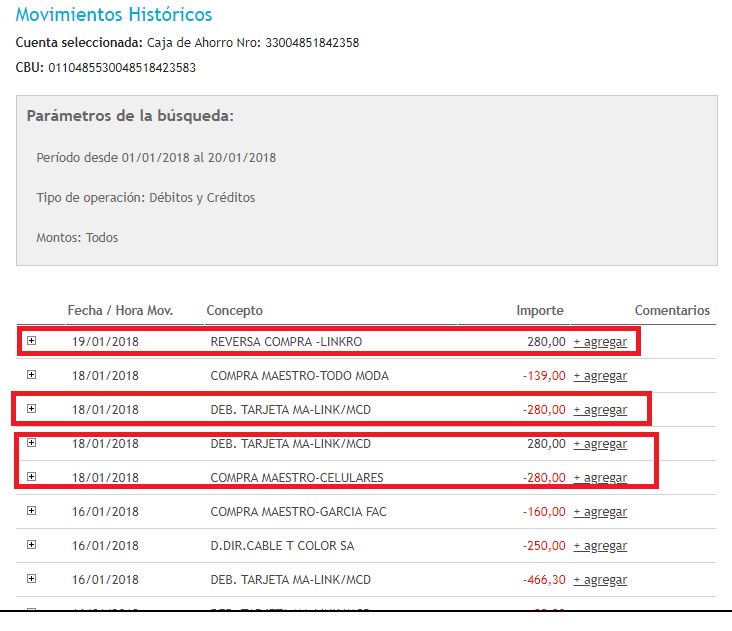 Movimientos Históricos
Cuenta seleccionada: Caja de Ahorro Nro: 33004851842358
CBU: 0110485530048518423583
Parámetros de la búsqueda:
Período desde 01/01/2018 al 20/01/2018
Tipo de operación: Débitos y Créditos
Montos: Todos
Fecha / Hora Mov. Concepto Importe Comentarios
19/01/2018 REVERSA COMPRA -LINKRO 280,00 + agregar
18/01/2018 COMPRA MAESTRO-TODO MODA -139,00 + agregar
18/01/2018 DEB. TARJETA MA-LINK/MCD -280,00 + agregar
18/01/2018 DEB. TARJETA MA-LINK/MCD 280,00 + agregar
18/01/2018 COMPRA MAESTRO-CELULARES -280,00 + agregar
16/01/2018 COMPRA MAESTRO-GARCIA FAC -160,00 + agregar
16/01/2018 D.DIR.CABLE T COLOR SA -250,00 + agregar
16/01/2018 DEB. TARJETA MA-LINK/MCD -466,30 + agregar